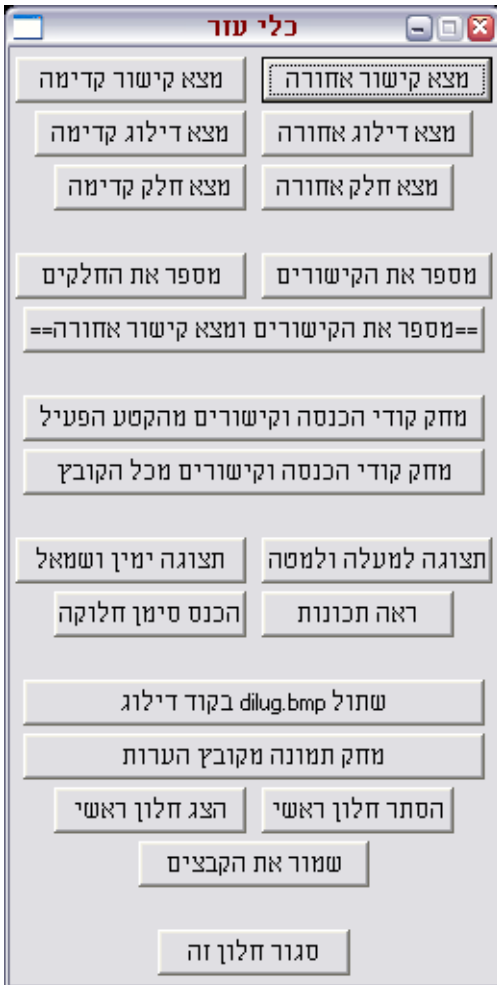 כלי עזר
מצא קישור אחורה מצא קישור קדימה
מצא דילוג אחורה מצא דילוג קדימה
מצא חלק אחורה מצא חלק קדימה
מספר את הקישורים מספר את החלקים
==מספר את הקישורים ומצא קישור אחורה==
מחק קודי הכנסה וקישורים מהקטע הפעיל
מחק קודי הכנסה וקישורים מכל הקובץ
תצוגה למעלה ולמטה תצוגה ימין ושמאל
ראה תכונות הכנס סימן חלוקה
שתול dilug.bmp בקוד דילוג
מחק תמונה מקובץ הערות
הסתר חלון ראשי הצג חלון ראשי
שמור את הקבצים
סגור חלון זה